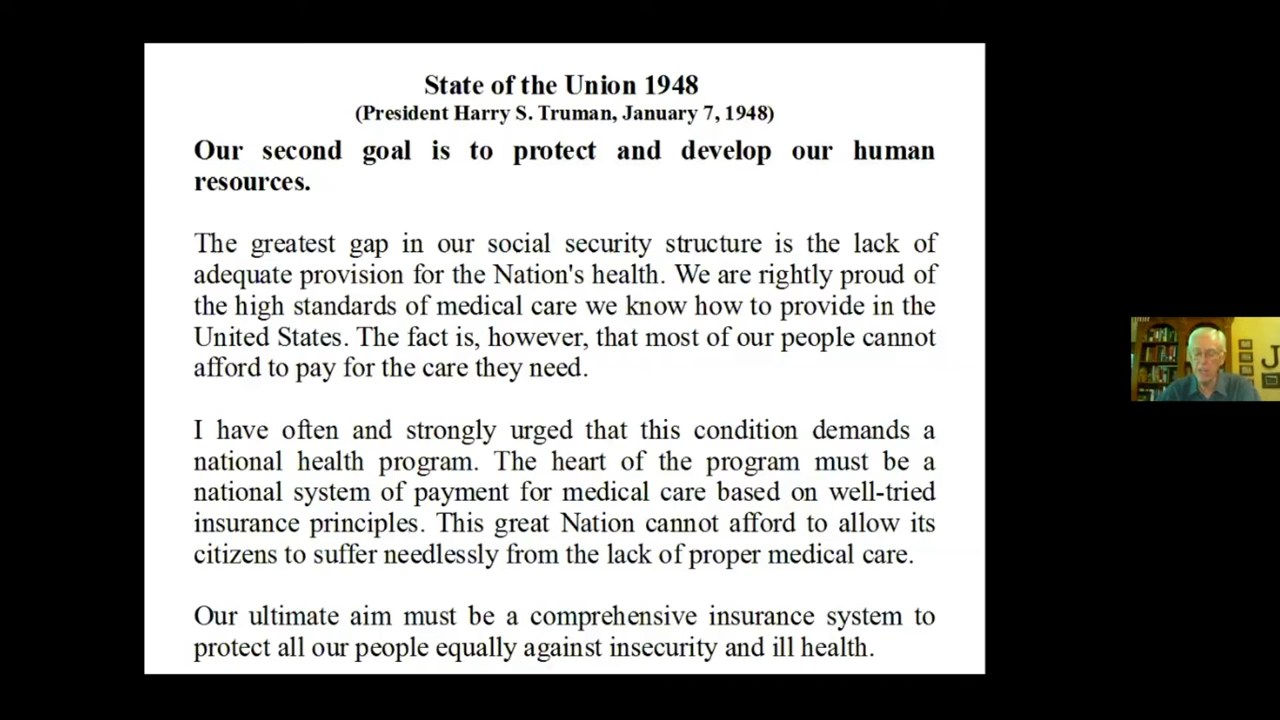 State of the Union 1948
(President Harry S. Truman, January 7, 1948)
Our second goal is to protect and develop our human
resources.
The greatest gap in our social security structure is the lack of
adequate provision for the Nation's health. We are rightly proud of
the high standards of medical care we know how to provide in the
United States. The fact is, however, that most of our people cannot
afford to pay for the care they need.
I have often and strongly urged that this condition demands a
national health program. The heart of the program must be a
national system of payment for medical care based on well-tried
insurance principles. This great Nation cannot afford to allow its
citizens to suffer needlessly from the lack of proper medical care.
Our ultimate aim must be a comprehensive insurance system to
protect all our people equally against insecurity and ill health.
J